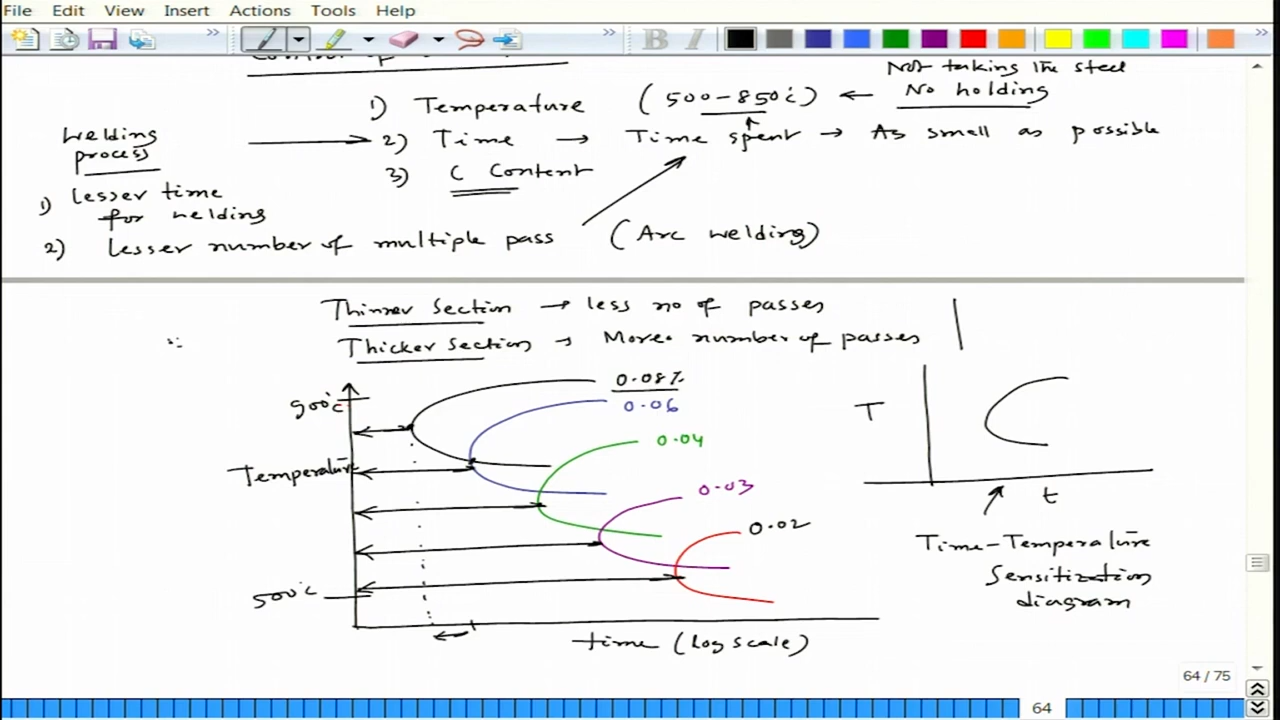 File Edit View Insert Actions Tools Help
B I
Not taking the steel
1) Temperature (500-850°C) ← No holding
welding process
2) Time → Time spent → As small as possible
3) C Content
1) lesser time for welding
2) lesser number of multiple pass (Arc welding)
Thinner Section → less no of passes
Thicker Section → More number of passes
0.08%
900°C
0.06
T
0.04
Temperature
0.03
t
0.02
Time-Temperature
Sensitization
diagram
500°C
time (log scale)
64 / 75
64